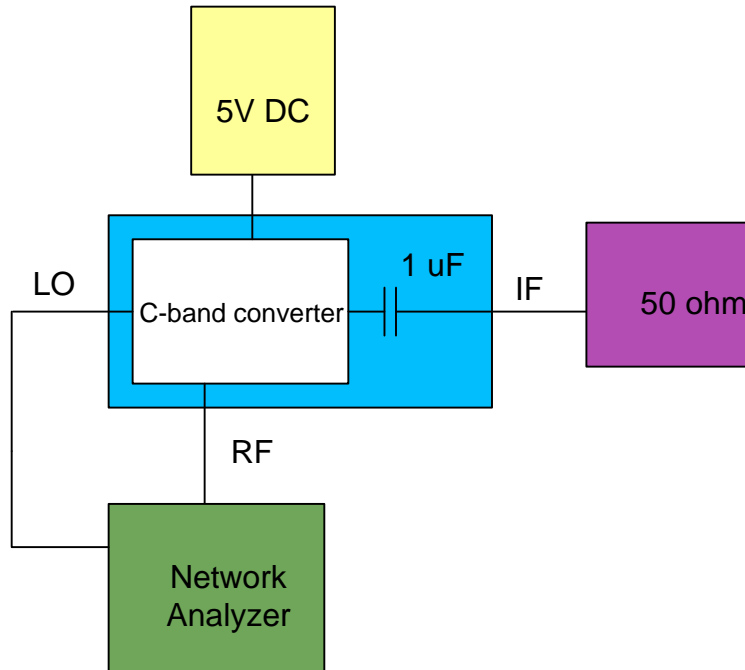 5V DC
1 uF
LO
IF
C-band converter
50 ohm
RF
Network
Analyzer